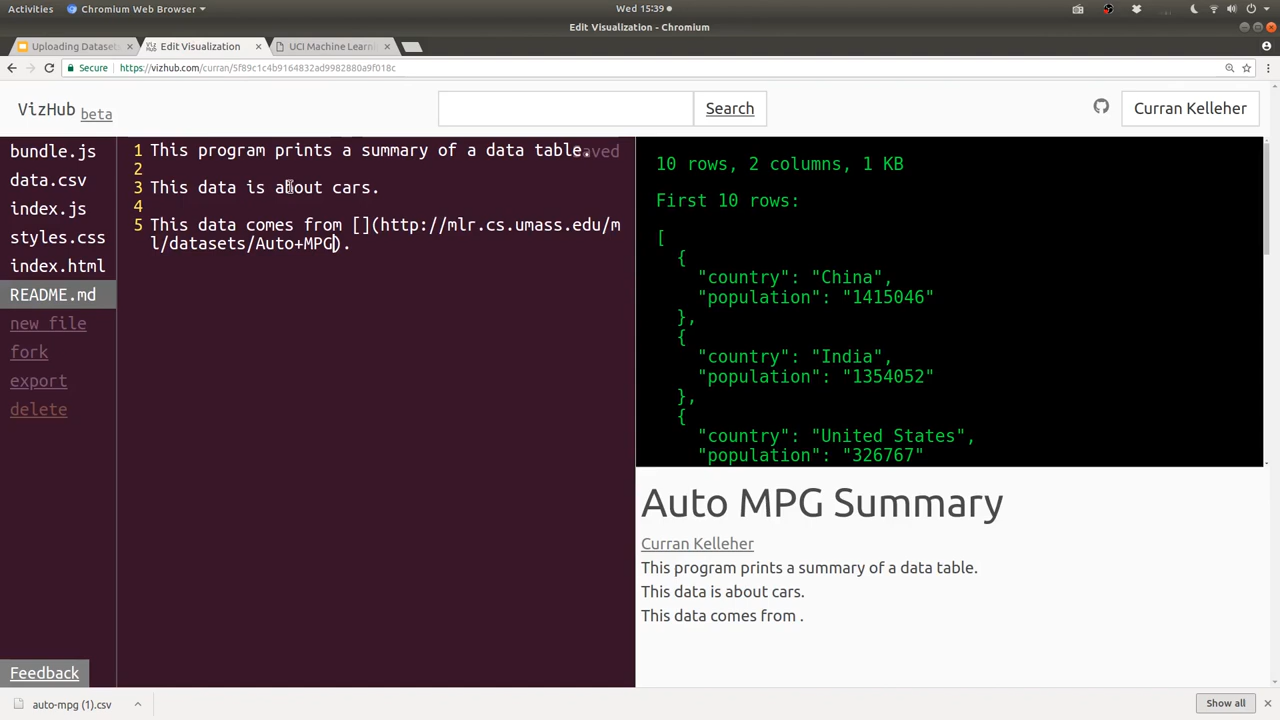 Activities Chromium Web Browser Wed 15:39
Edit Visualization - Chromium
Uploading Datasets Edit Visualization UCI Machine Learn
Secure https://vizhub.com/curran/5f89c1c4b9164832ad9982880a9f018c
VizHub beta Search Curran Kelleher
bundle.js
data.csv
index.js
styles.css
index.html
README.md
new file
fork
export
delete
Feedback
1 This program prints a summary of a data table.
2
3 This data is about cars.
4
5 This data comes from [](http://mlr.cs.umass.edu/m
l/datasets/Auto+MPG).
10 rows, 2 columns, 1 KB
First 10 rows:
[
{
"country": "China",
"population": "1415046"
},
{
"country": "India",
"population": "1354052"
},
{
"country": "United States",
"population": "326767"
Auto MPG Summary
Curran Kelleher
This program prints a summary of a data table.
This data is about cars.
This data comes from .
auto-mpg (1).csv Show all